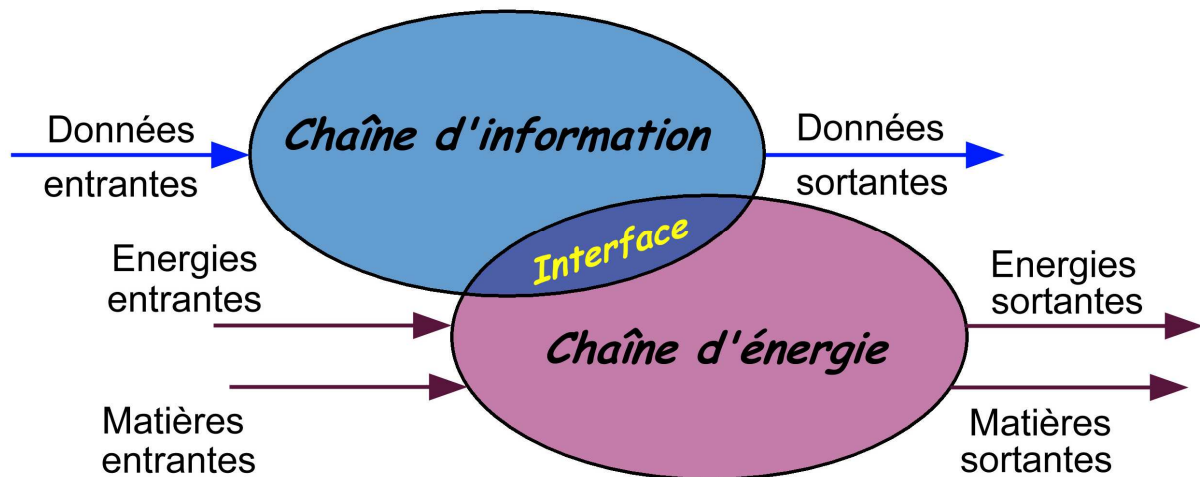 Données
entrantes
Chaîne d'information
Données
sortantes
Interface
Energies
entrantes
Energies
sortantes
Chaîne d'énergie
Matières
entrantes
Matières
sortantes